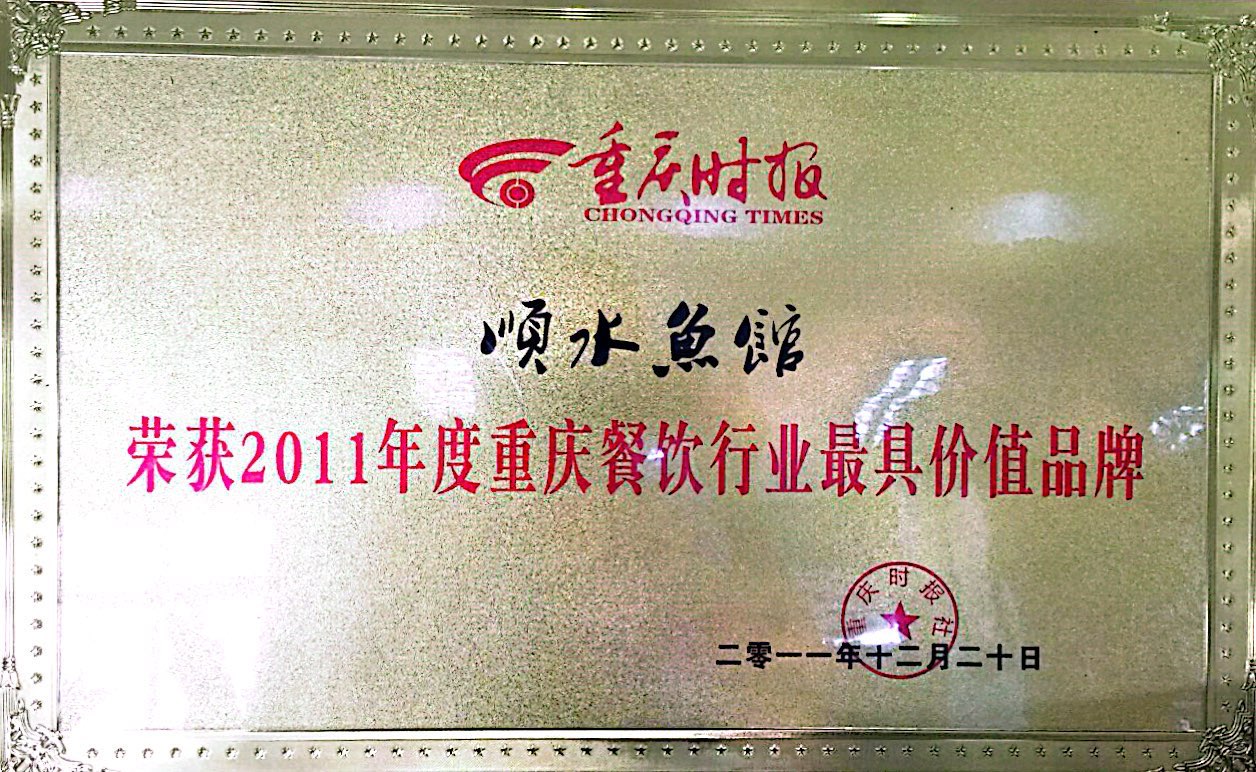 重庆时报
CHONGQING TIMES
順水魚館
荣获2011年度重庆餐饮行业最具价值品牌
重庆时报社
二零一一年十二月二十日